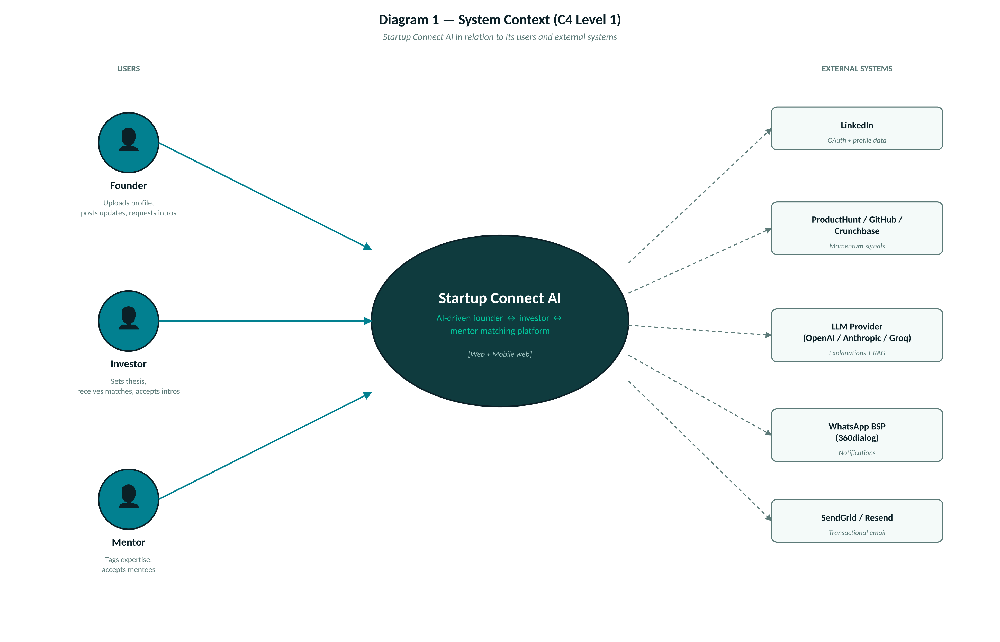 Diagram 1 — System Context (C4 Level 1)
Startup Connect AI in relation to its users and external systems
USERS
Founder
Uploads profile,
posts updates, requests intros
Investor
Sets thesis,
receives matches, accepts intros
Mentor
Tags expertise,
accepts mentees
Startup Connect AI
AI-driven founder ↔ investor ↔
mentor matching platform
[Web + Mobile web]
EXTERNAL SYSTEMS
LinkedIn
OAuth + profile data
ProductHunt / GitHub /
Crunchbase
Momentum signals
LLM Provider
(OpenAI / Anthropic / Groq)
Explanations + RAG
WhatsApp BSP
(360dialog)
Notifications
SendGrid / Resend
Transactional email